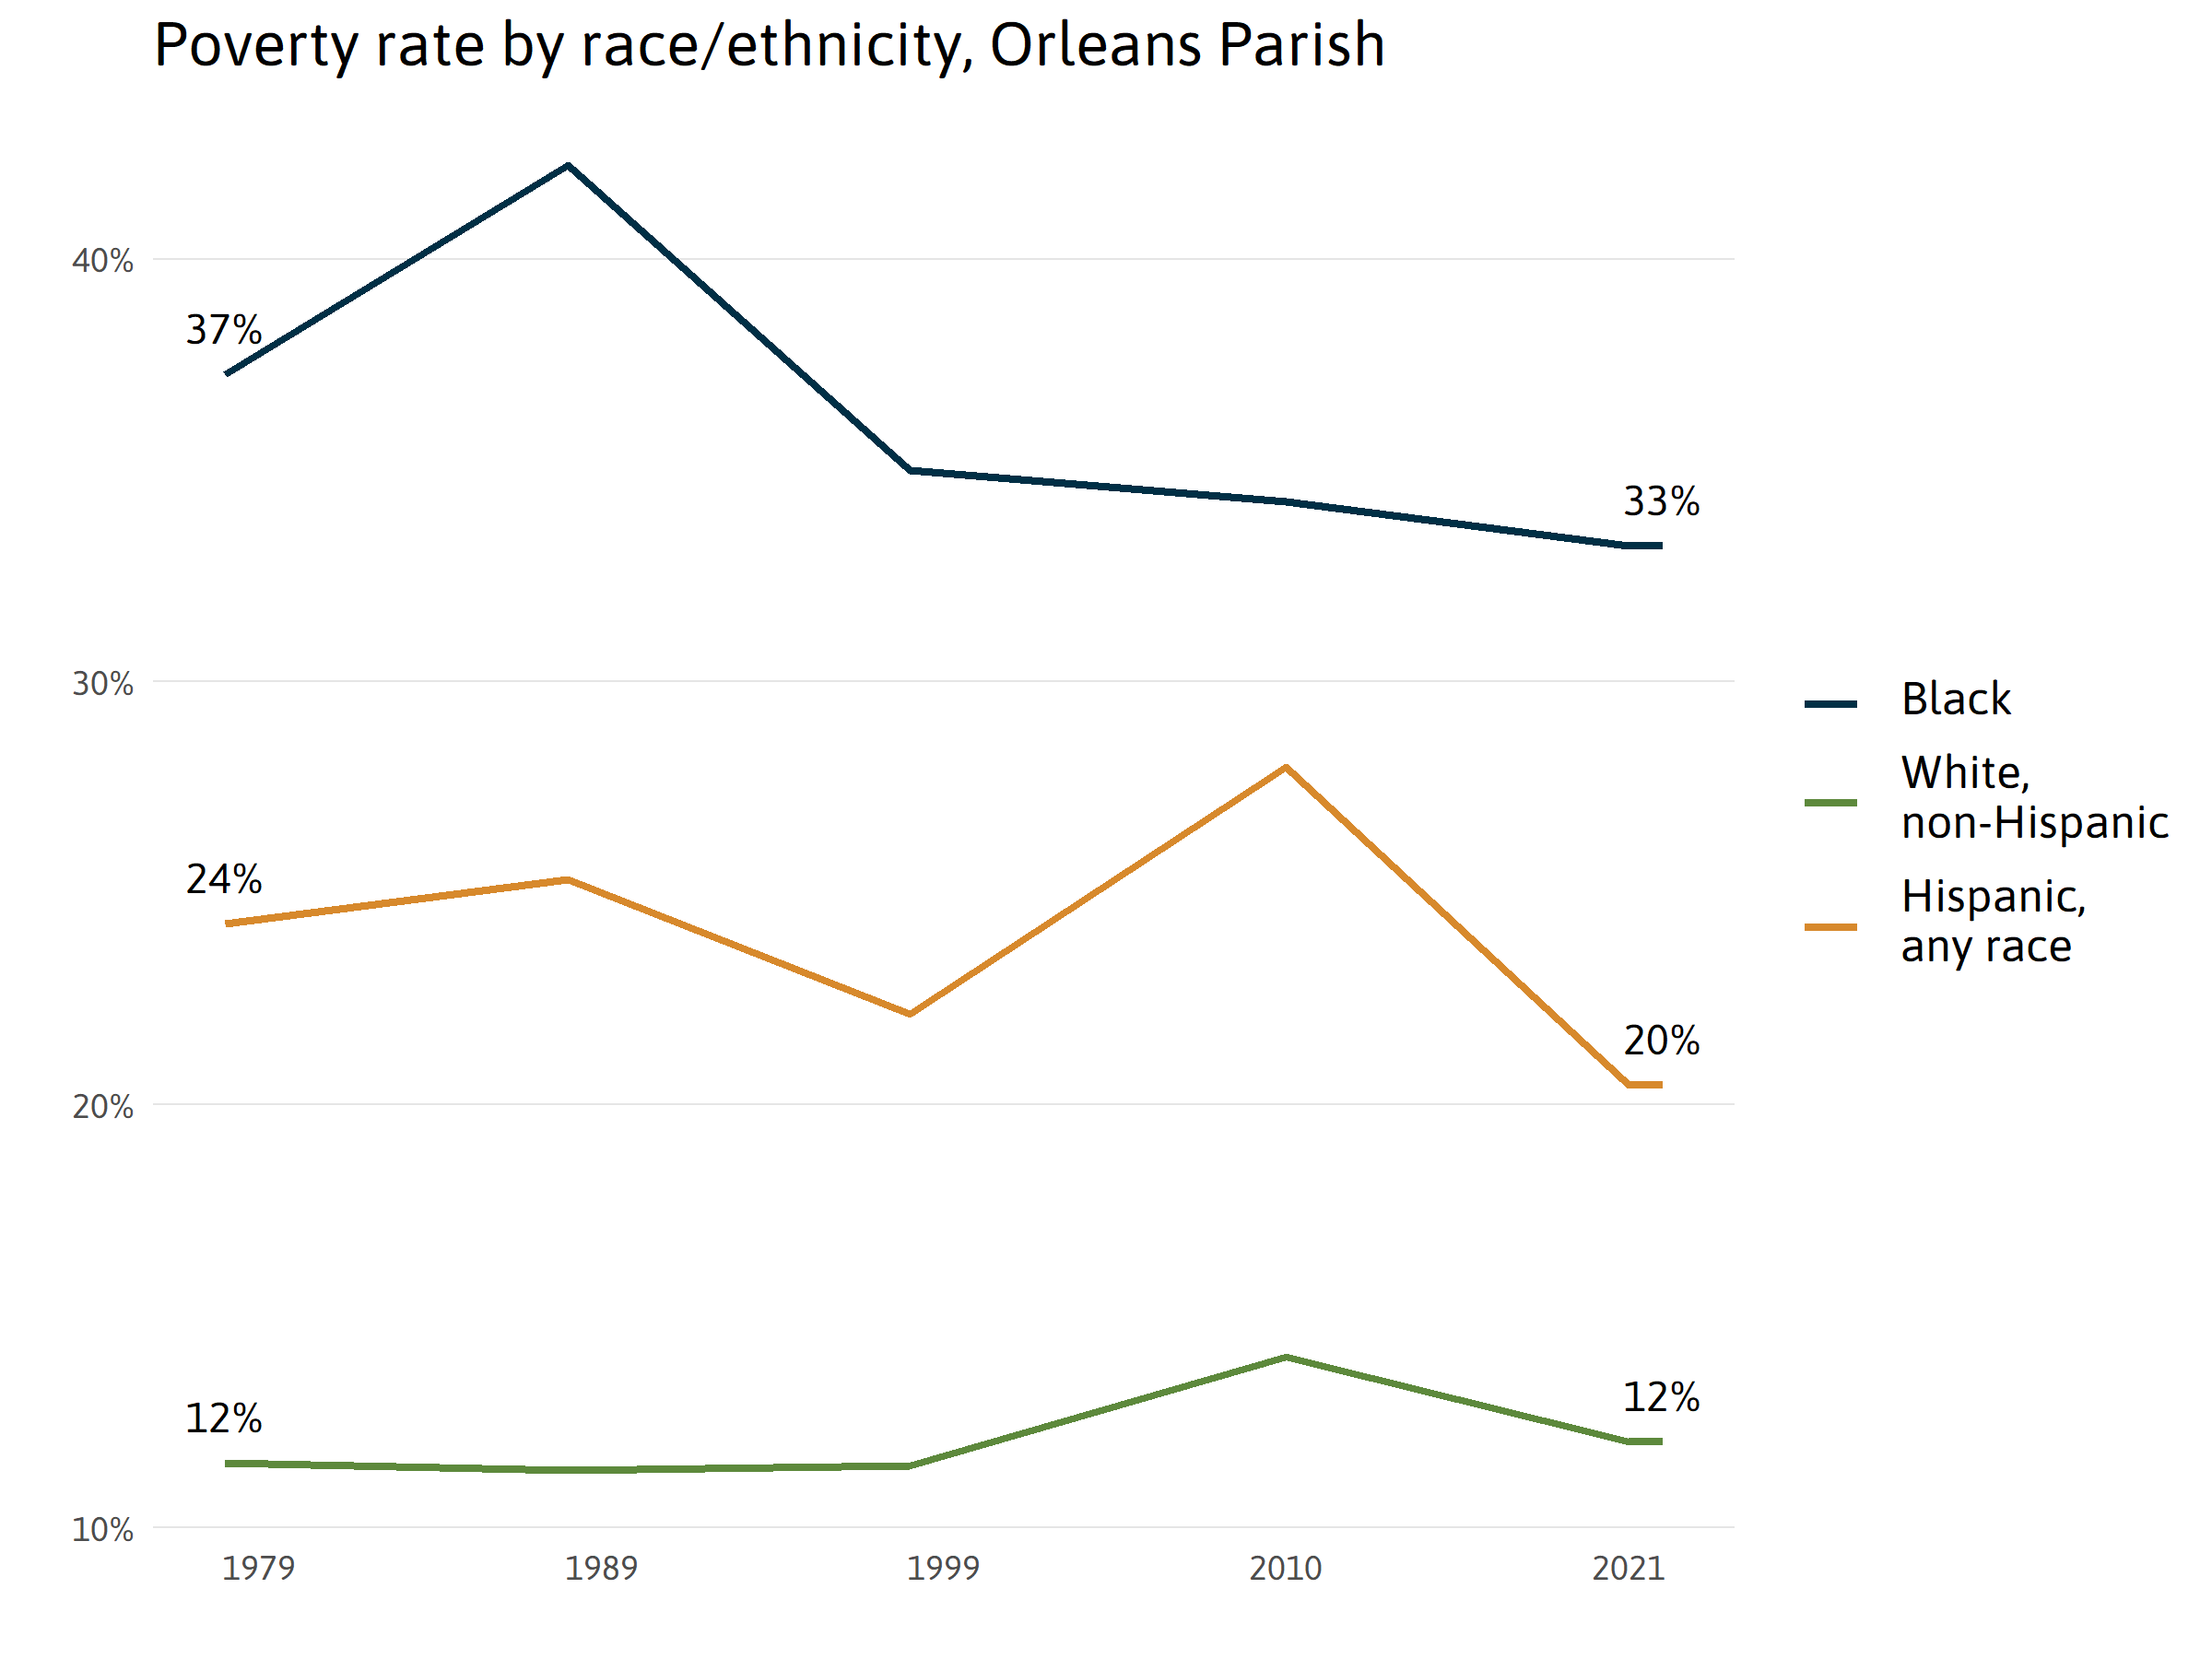 Poverty rate by race/ethnicity, Orleans Parish
40%
37%
33%
30%
Black
White,
non-Hispanic
24%
Hispanic,
any race
20%
20%
12%
12%
10%
1979 1989 1999 2010 2021